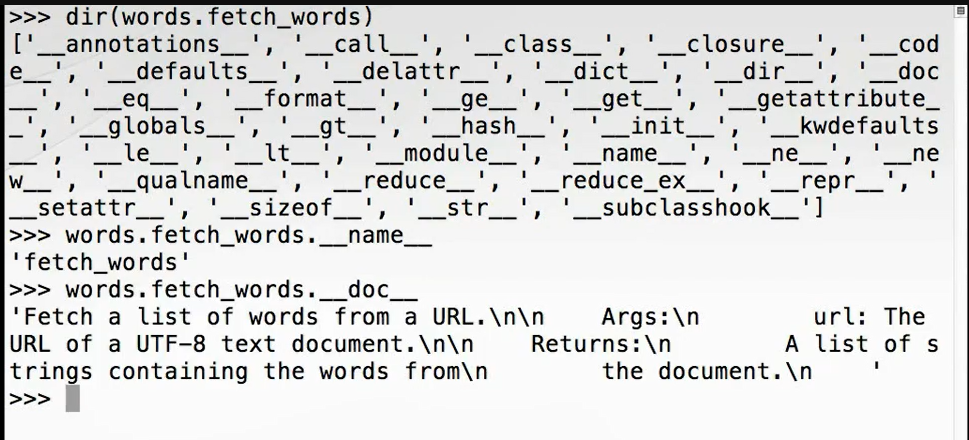 >>> dir(words.fetch_words)
['__annotations__', '__call__', '__class__', '__closure__', '__cod
e__', '__defaults__', '__delattr__', '__dict__', '__dir__', '__doc
__', '__eq__', '__format__', '__ge__', '__get__', '__getattribute_
_', '__globals__', '__gt__', '__hash__', '__init__', '__kwdefaults
__', '__le__', '__lt__', '__module__', '__name__', '__ne__', '__ne
w__', '__qualname__', '__reduce__', '__reduce_ex__', '__repr__', '
__setattr__', '__sizeof__', '__str__', '__subclasshook__']
>>> words.fetch_words.__name__
'fetch_words'
>>> words.fetch_words.__doc__
'Fetch a list of words from a URL.\n\n    Args:\n        url: The
URL of a UTF-8 text document.\n\n    Returns:\n        A list of s
trings containing the words from\n        the document.\n    '
>>>